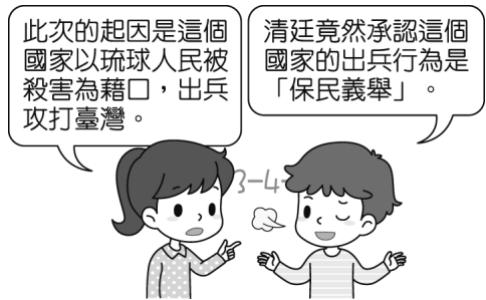 此次的起因是這個
國家以琉球人民被
殺害為藉口，出兵
攻打臺灣。
清廷竟然承認這個
國家的出兵行為是
「保民義舉」。
3-4-